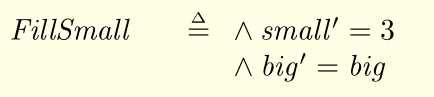 FillSmall ≜ ∧ small′ = 3
∧ big′ = big